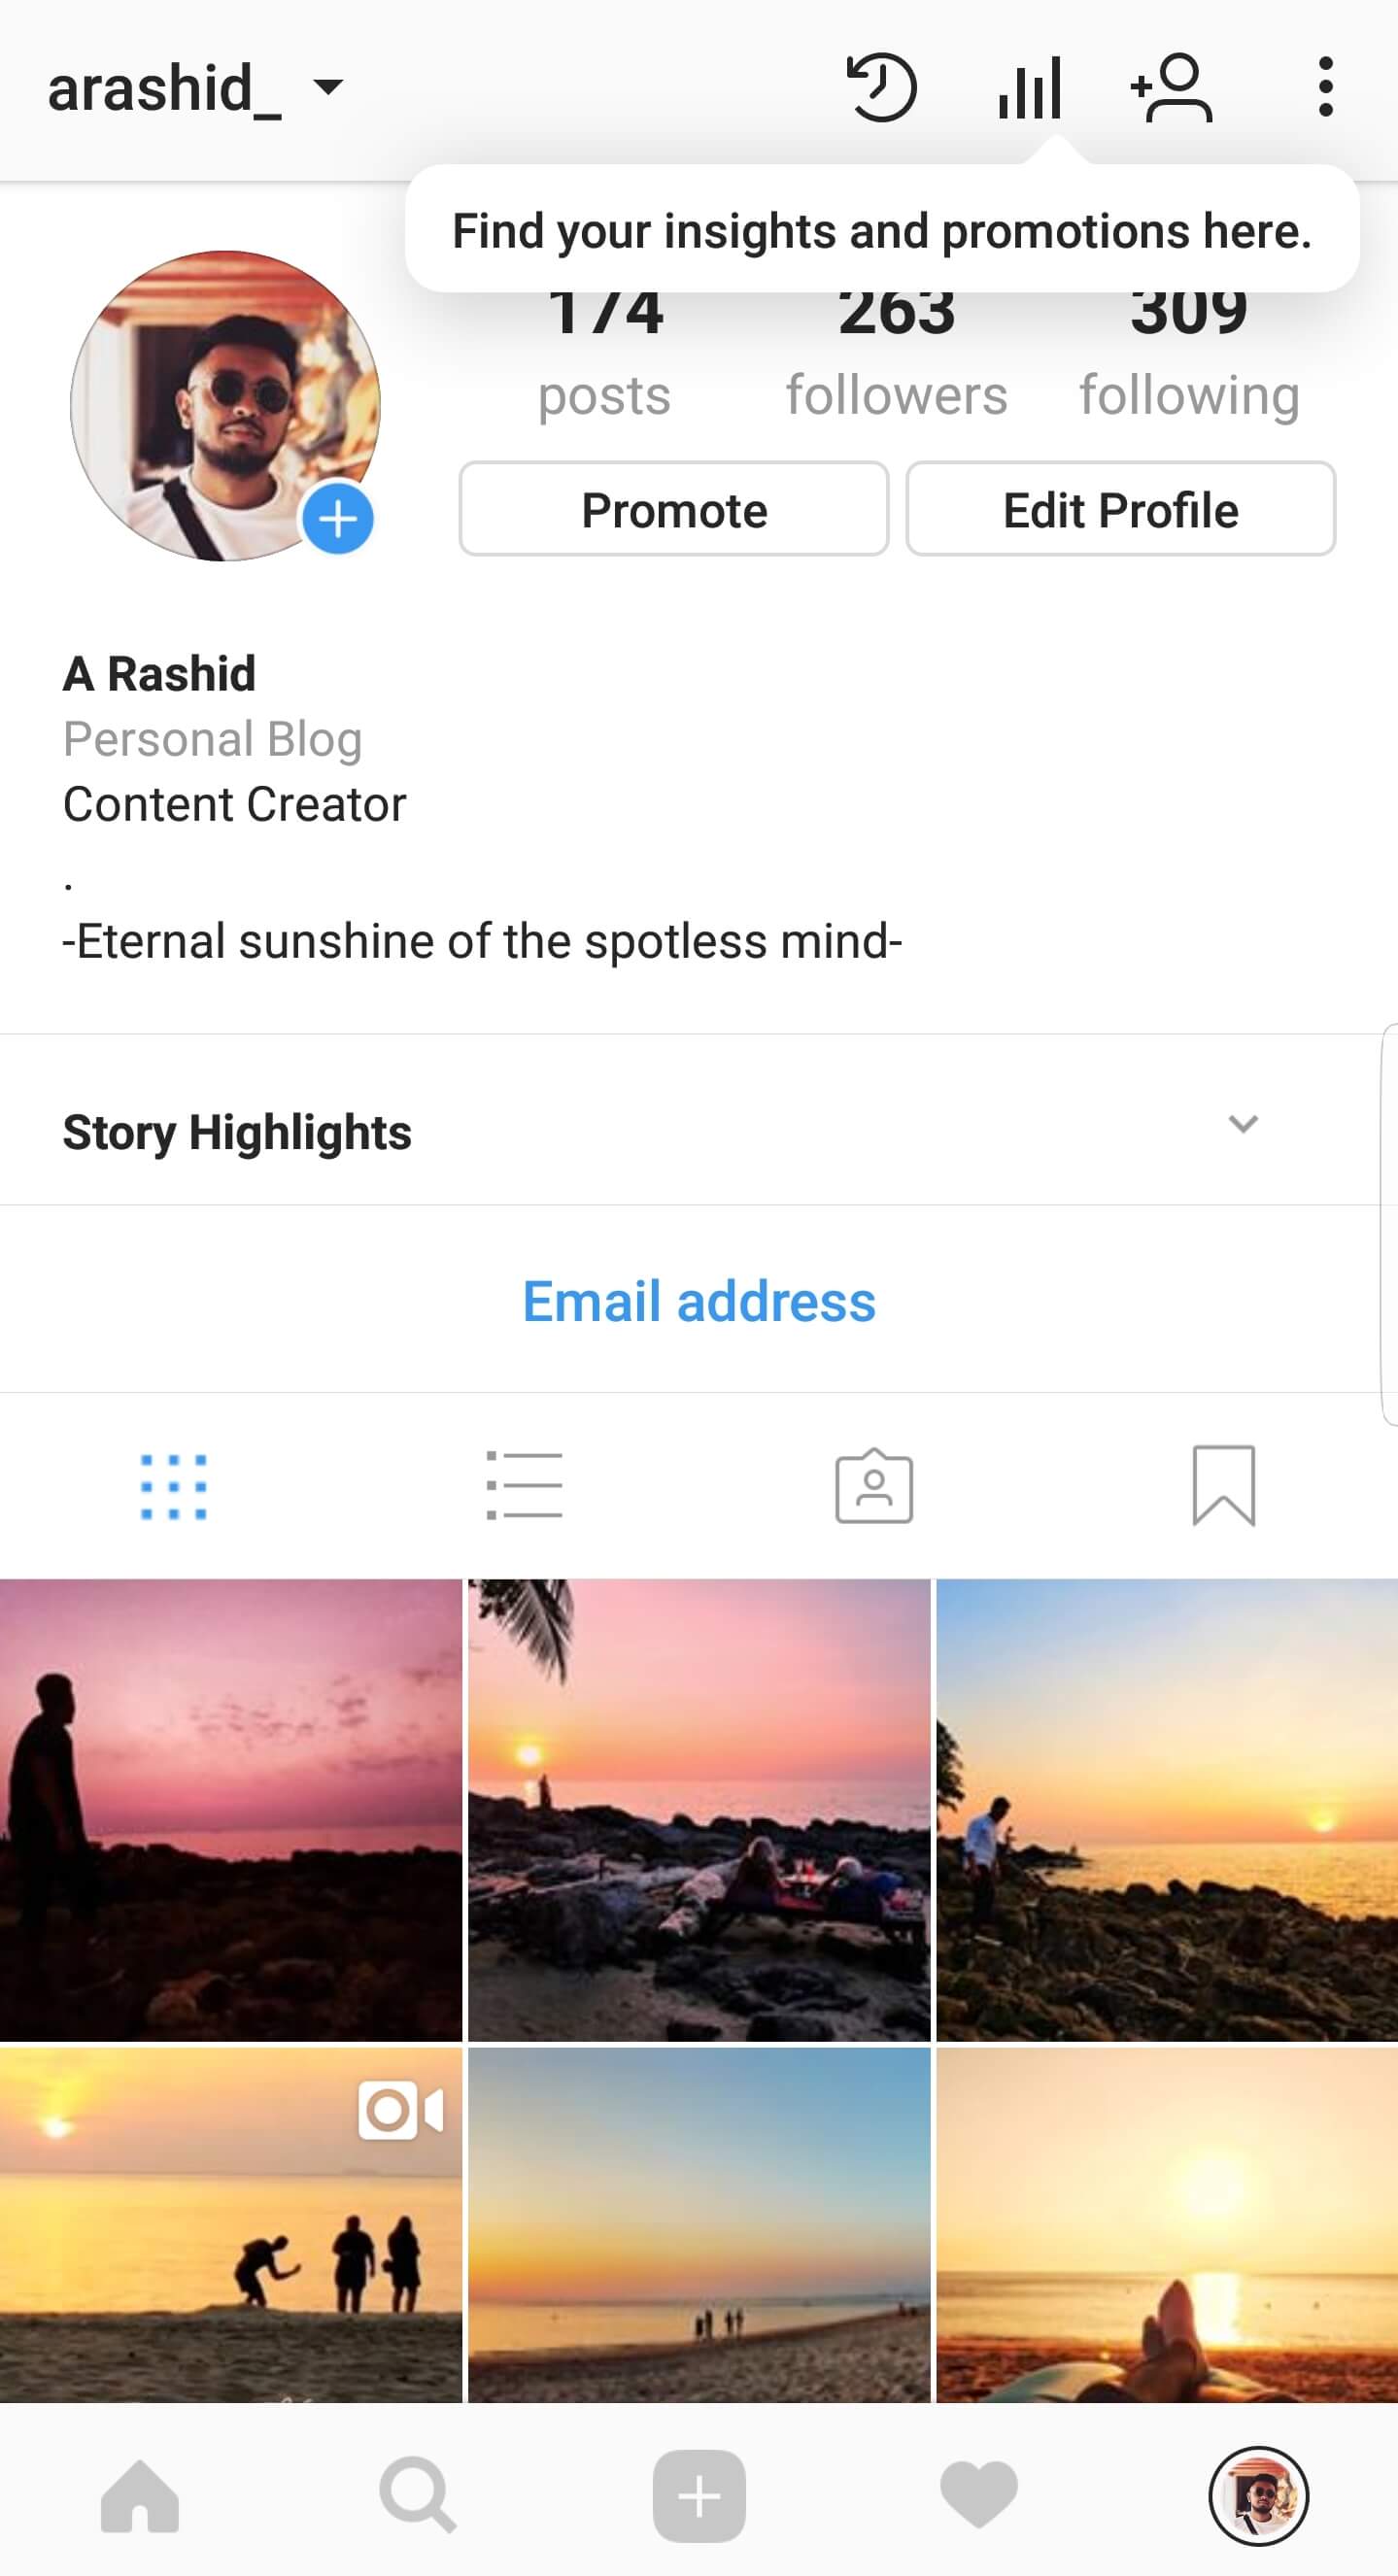 arashid_
Find your insights and promotions here.
174 263 309
posts followers following
Promote Edit Profile
A Rashid
Personal Blog
Content Creator
.
-Eternal sunshine of the spotless mind-
Story Highlights
Email address